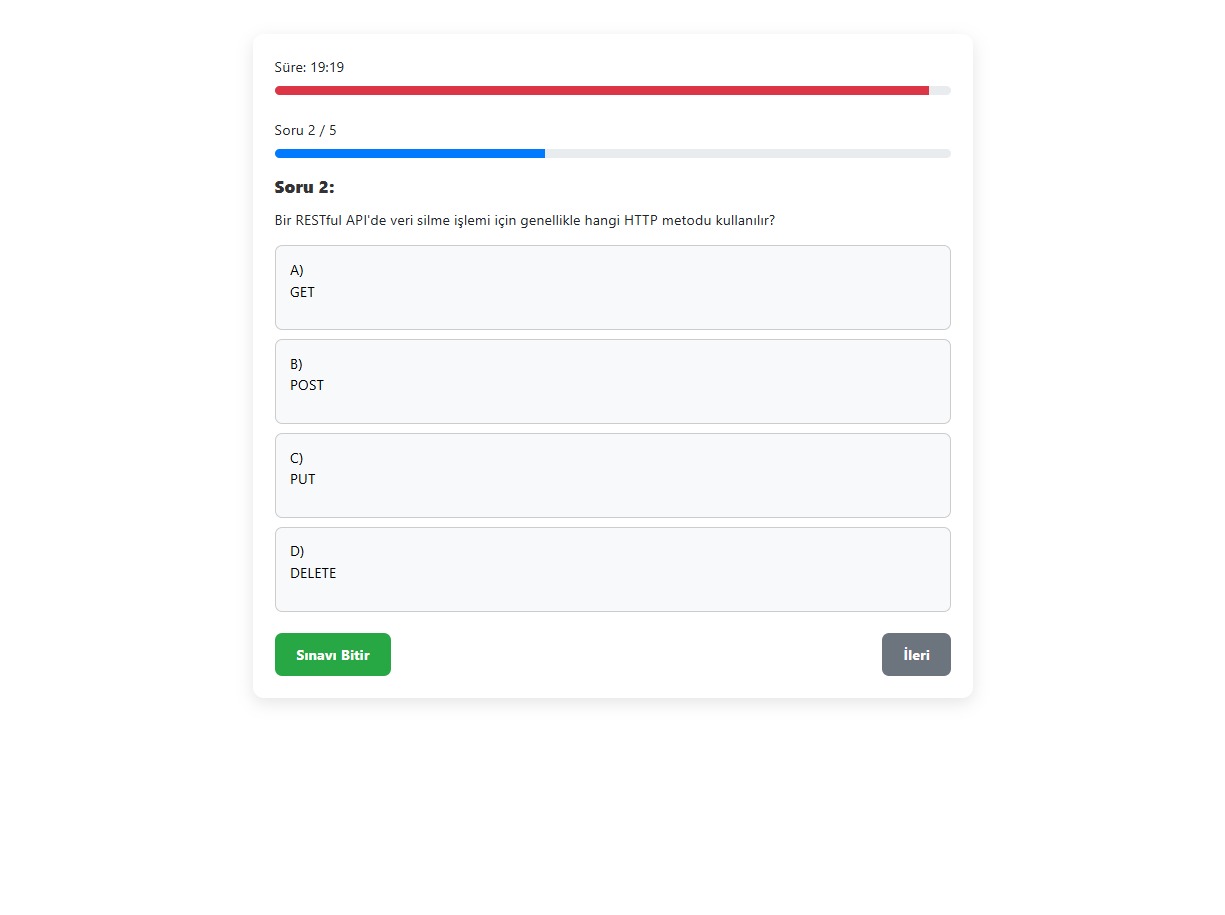 Süre: 19:19
Soru 2 / 5
Soru 2:
Bir RESTful API'de veri silme işlemi için genellikle hangi HTTP metodu kullanılır?
A)
GET
B)
POST
C)
PUT
D)
DELETE
Sınavı Bitir
İleri